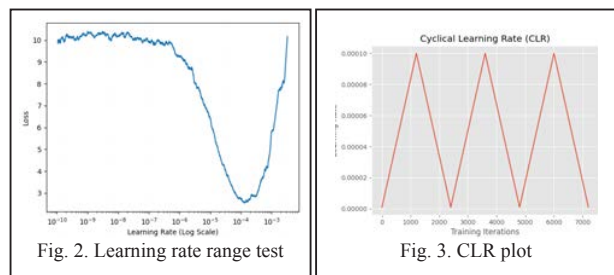 10
9
8
7
6
5
4
3
Loss
10⁻¹⁰ 10⁻⁹ 10⁻⁸ 10⁻⁷ 10⁻⁶ 10⁻⁵ 10⁻⁴ 10⁻³
Learning Rate (Log Scale)
Fig. 2. Learning rate range test
Cyclical Learning Rate (CLR)
0.00010
0.00008
0.00006
0.00004
0.00002
0.00000
0 1000 2000 3000 4000 5000 6000 7000
Training Iterations
Fig. 3. CLR plot